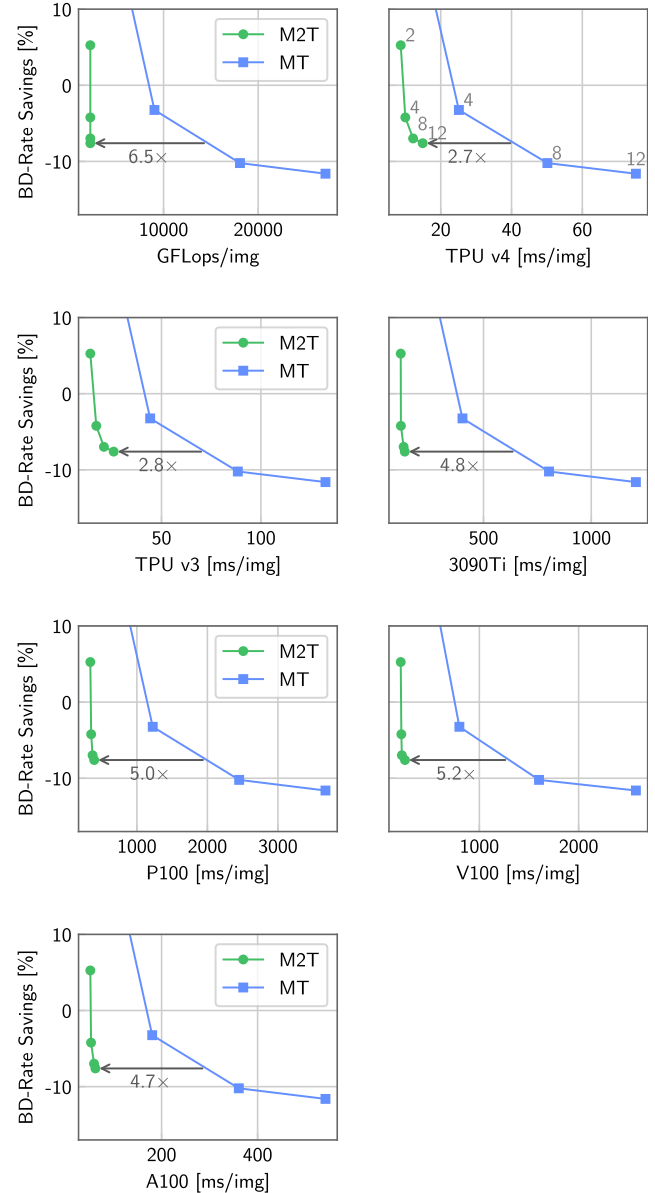 10
0
-10
BD-Rate Savings [%]
M2T
MT
6.5×
10000 20000
GFLops/img
2
4
8
12
4
8
12
2.7×
20 40 60
TPU v4 [ms/img]
10
0
-10
BD-Rate Savings [%]
M2T
MT
2.8×
50 100
TPU v3 [ms/img]
4.8×
500 1000
3090Ti [ms/img]
10
0
-10
BD-Rate Savings [%]
M2T
MT
5.0×
1000 2000 3000
P100 [ms/img]
5.2×
1000 2000
V100 [ms/img]
10
0
-10
BD-Rate Savings [%]
M2T
MT
4.7×
200 400
A100 [ms/img]